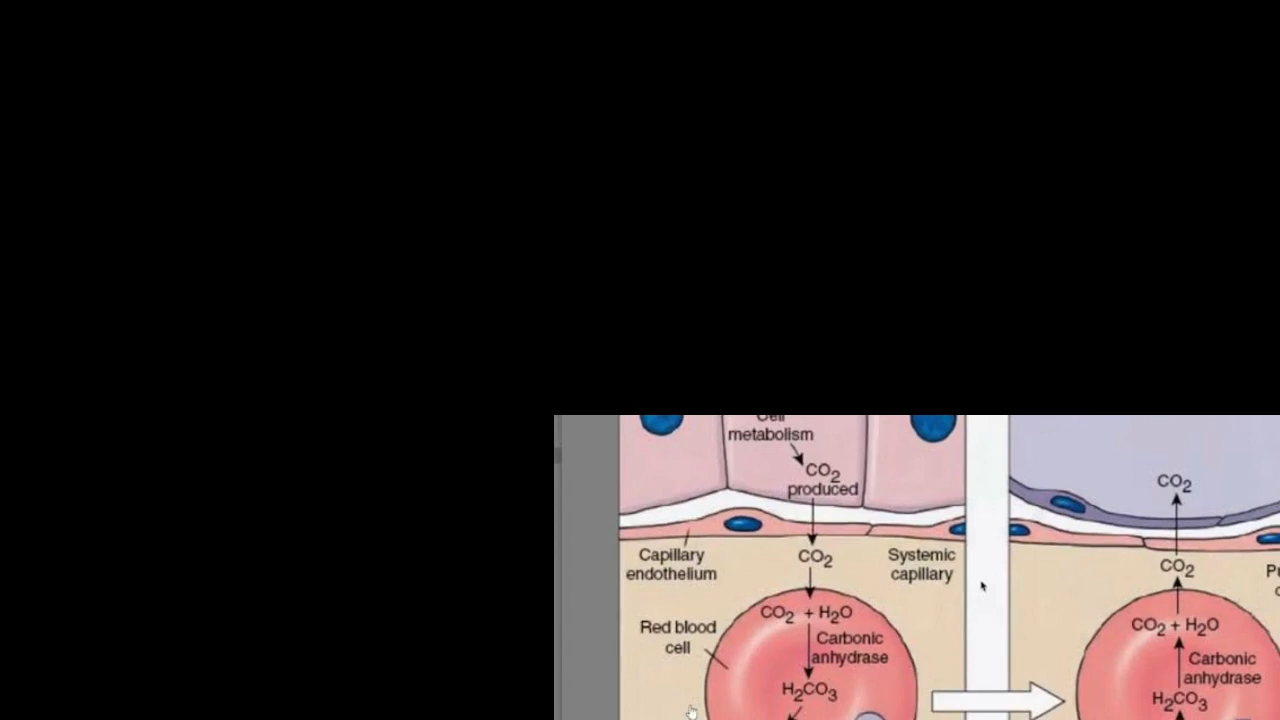 Cell
metabolism
CO2
produced
Capillary
endothelium
CO2
Systemic
capillary
Red blood
cell
CO2 + H2O
Carbonic
anhydrase
H2CO3
CO2
CO2
CO2 + H2O
Carbonic
anhydrase
H2CO3